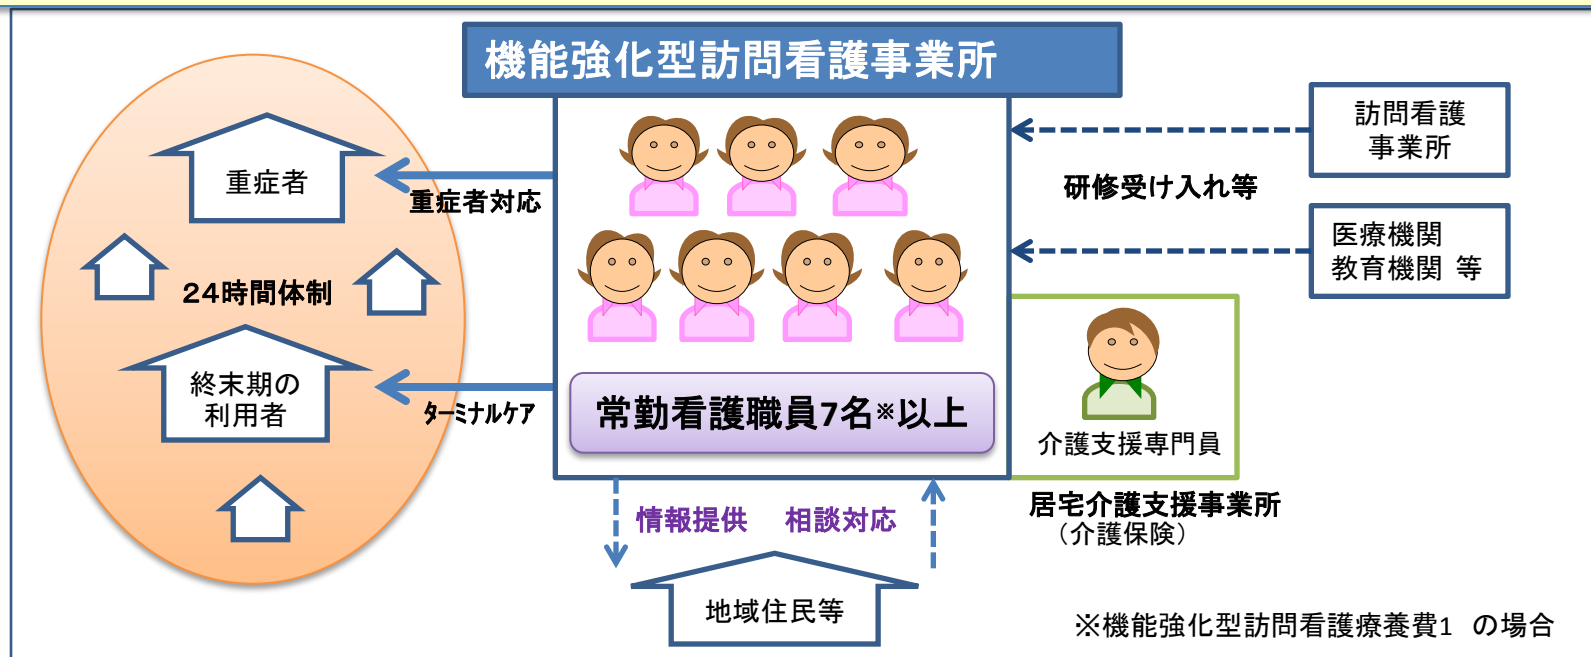 機能強化型訪問看護事業所
重症者
重症者対応
24時間体制
終末期の
利用者
ターミナルケア
常勤看護職員7名※以上
訪問看護
事業所
研修受け入れ等
医療機関
教育機関 等
介護支援専門員
居宅介護支援事業所
（介護保険）
情報提供 相談対応
地域住民等
※機能強化型訪問看護療養費1 の場合